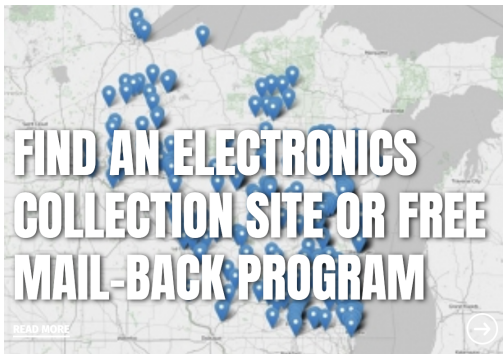 FIND AN ELECTRONICS
COLLECTION SITE OR FREE
MAIL-BACK PROGRAM
READ MORE